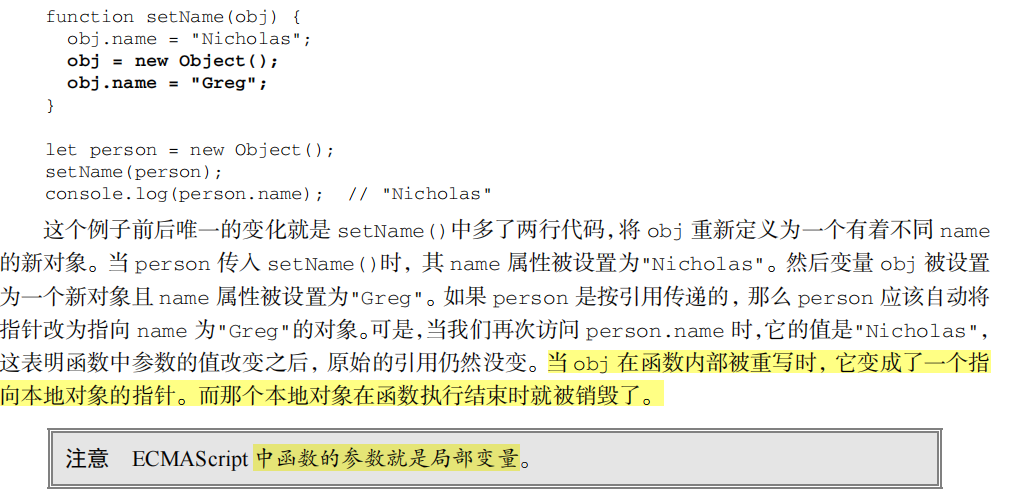 function setName(obj) {
obj.name = "Nicholas";
obj = new Object();
obj.name = "Greg";
}
let person = new Object();
setName(person);
console.log(person.name);  // "Nicholas"
这个例子前后唯一的变化就是 setName()中多了两行代码，将 obj 重新定义为一个有着不同 name
的新对象。当 person 传入 setName()时，其 name 属性被设置为"Nicholas"。然后变量 obj 被设置
为一个新对象且 name 属性被设置为"Greg"。如果 person 是按引用传递的，那么 person 应该自动将
指针改为指向 name 为"Greg"的对象。可是，当我们再次访问 person.name 时，它的值是"Nicholas"，
这表明函数中参数的值改变之后，原始的引用仍然没变。当 obj 在函数内部被重写时，它变成了一个指
向本地对象的指针。而那个本地对象在函数执行结束时就被销毁了。
注意 ECMAScript 中函数的参数就是局部变量。